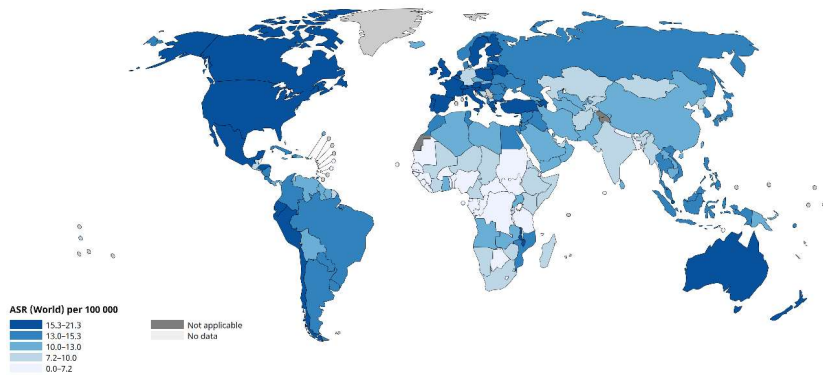 ASR (World) per 100 000
15.3–21.3
13.0–15.3
10.0–13.0
7.2–10.0
0.0–7.2
Not applicable
No data